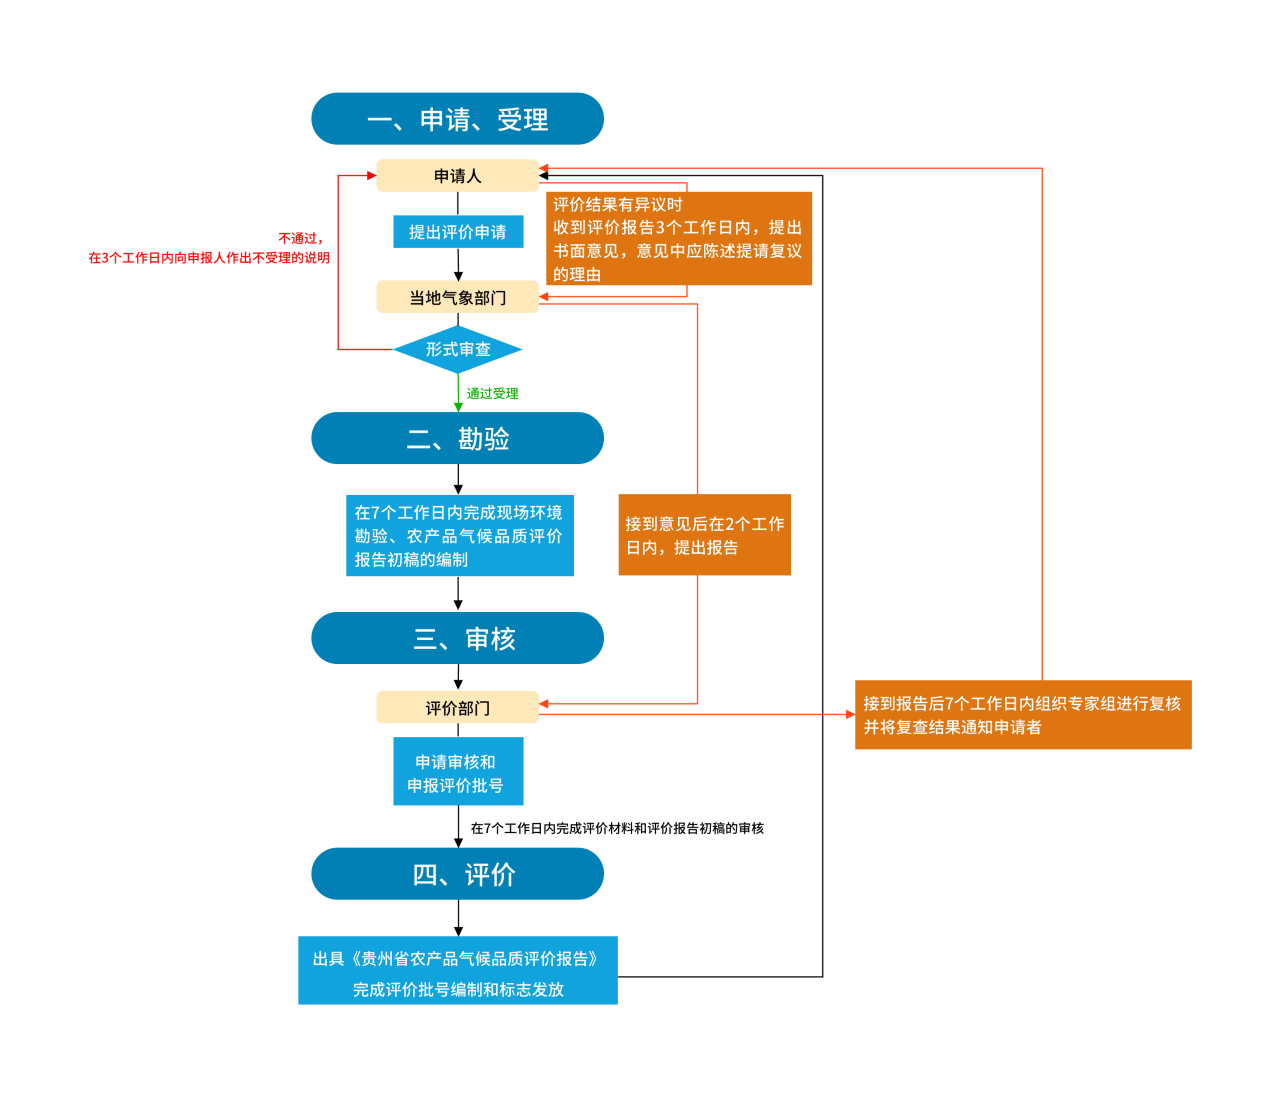 一、申请、受理
申请人
提出评价申请
评价结果有异议时
收到评价报告3个工作日内，提出
书面意见，意见中应陈述提请复议
的理由
不通过，
在3个工作日内向申报人作出不受理的说明
当地气象部门
形式审查
通过受理
二、勘验
在7个工作日内完成现场环境
勘验、农产品气候品质评价
报告初稿的编制
接到意见后在2个工作
日内，提出报告
三、审核
评价部门
接到报告后7个工作日内组织专家组进行复核
并将复查结果通知申请者
申请审核和
申报评价批号
在7个工作日内完成评价材料和评价报告初稿的审核
四、评价
出具《贵州省农产品气候品质评价报告》
完成评价批号编制和标志发放